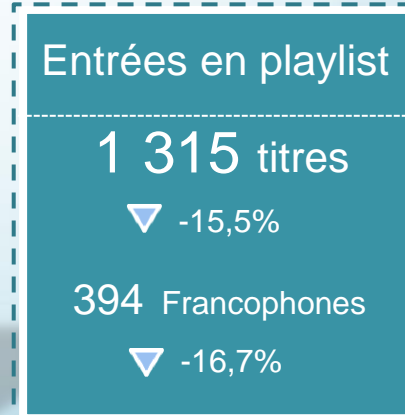 Entrées en playlist
1 315 titres
-15,5%
394 Francophones
-16,7%